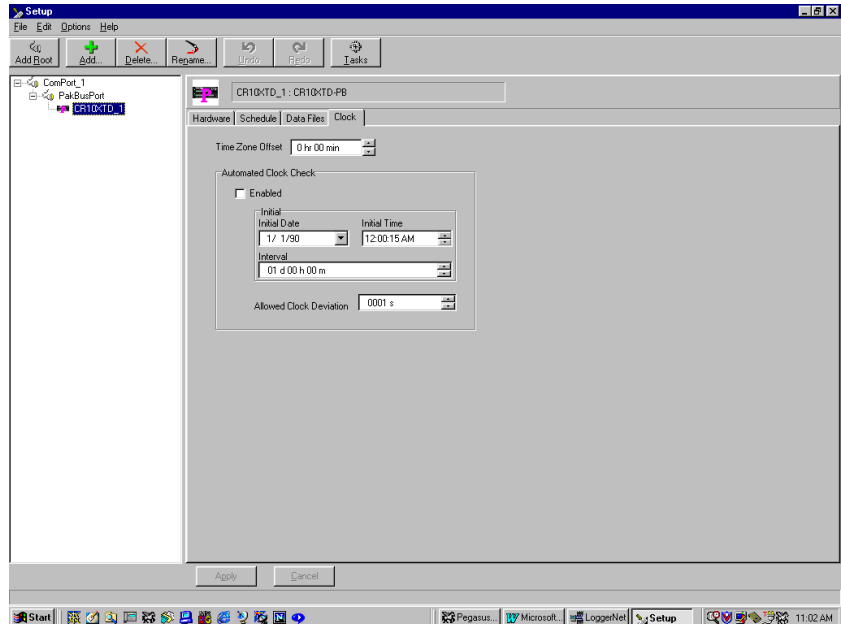 Setup
File Edit Options Help
Add Root Add... Delete... Rename... Undo Redo Tasks
ComPort_1
PakBusPort
CR10XTD_1
CR10XTD_1 : CR10XTD-PB
Hardware Schedule Data Files Clock
Time Zone Offset 0 hr 00 min
Automated Clock Check
Enabled
Initial
Initial Date Initial Time
1/ 1/90 12:00:15 AM
Interval
01 d 00 h 00 m
Allowed Clock Deviation 0001 s
Apply Cancel
Start Pegasus... Microsoft... LoggerNet Setup 11:02 AM